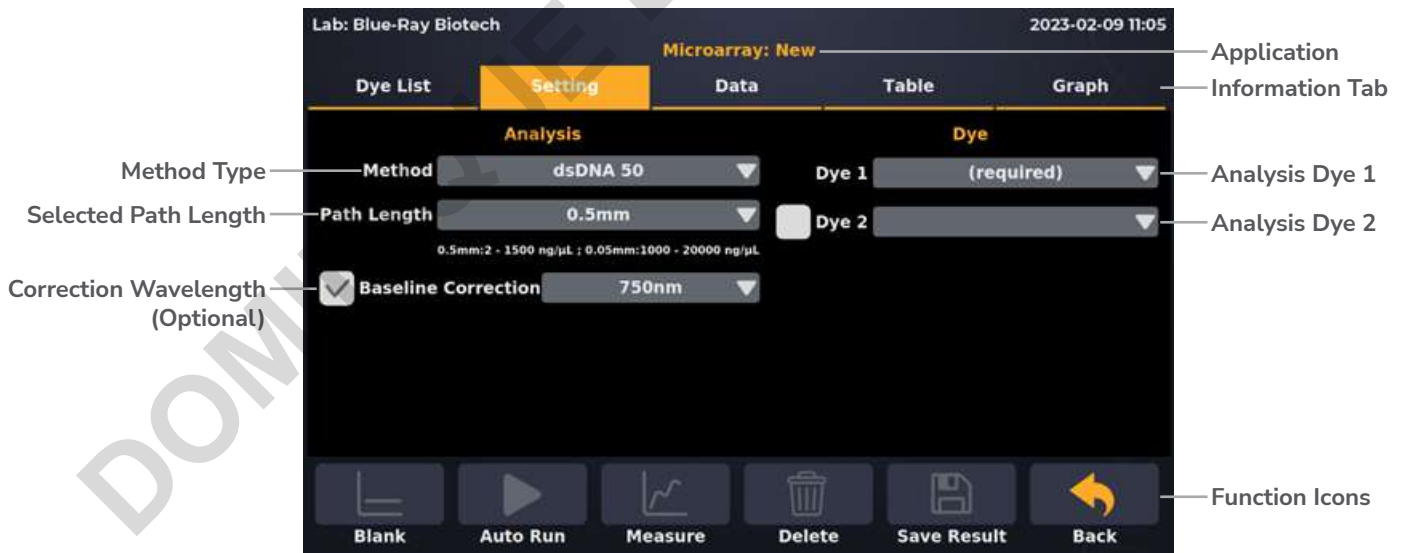 Lab: Blue-Ray Biotech 2023-02-09 11:05
Microarray: New Application
Dye List Setting Data Table Graph Information Tab
Analysis Dye
Method Type Method dsDNA 50 Dye 1 (required) Analysis Dye 1
Selected Path Length Path Length 0.5mm Dye 2 Analysis Dye 2
0.5mm:2 - 1500 ng/µL ; 0.05mm:1000 - 20000 ng/µL
Correction Wavelength Baseline Correction 750nm
(Optional)
Function Icons
Blank Auto Run Measure Delete Save Result Back